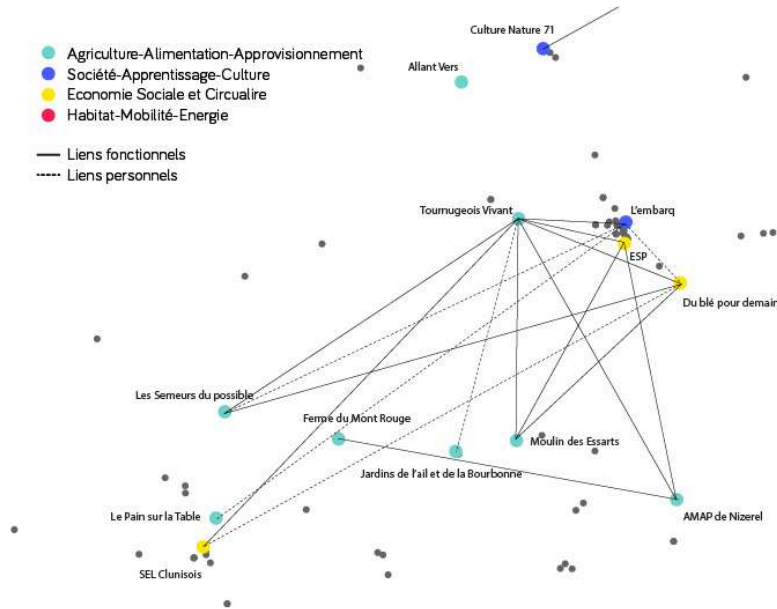 Culture Nature 71
Agriculture-Alimentation-Approvisionnement
Société-Apprentissage-Culture
Economie Sociale et Circualire
Habitat-Mobilité-Energie
Allant Vers
Liens fonctionnels
Liens personnels
Tournugeois Vivant
L'embarq
ESP
Du blé pour demain
Les Semeurs du possible
Ferme du Mont Rouge
Moulin des Essarts
Jardins de l'ail et de la Bourbonne
Le Pain sur la Table
AMAP de Nizerel
SEL Clunisois